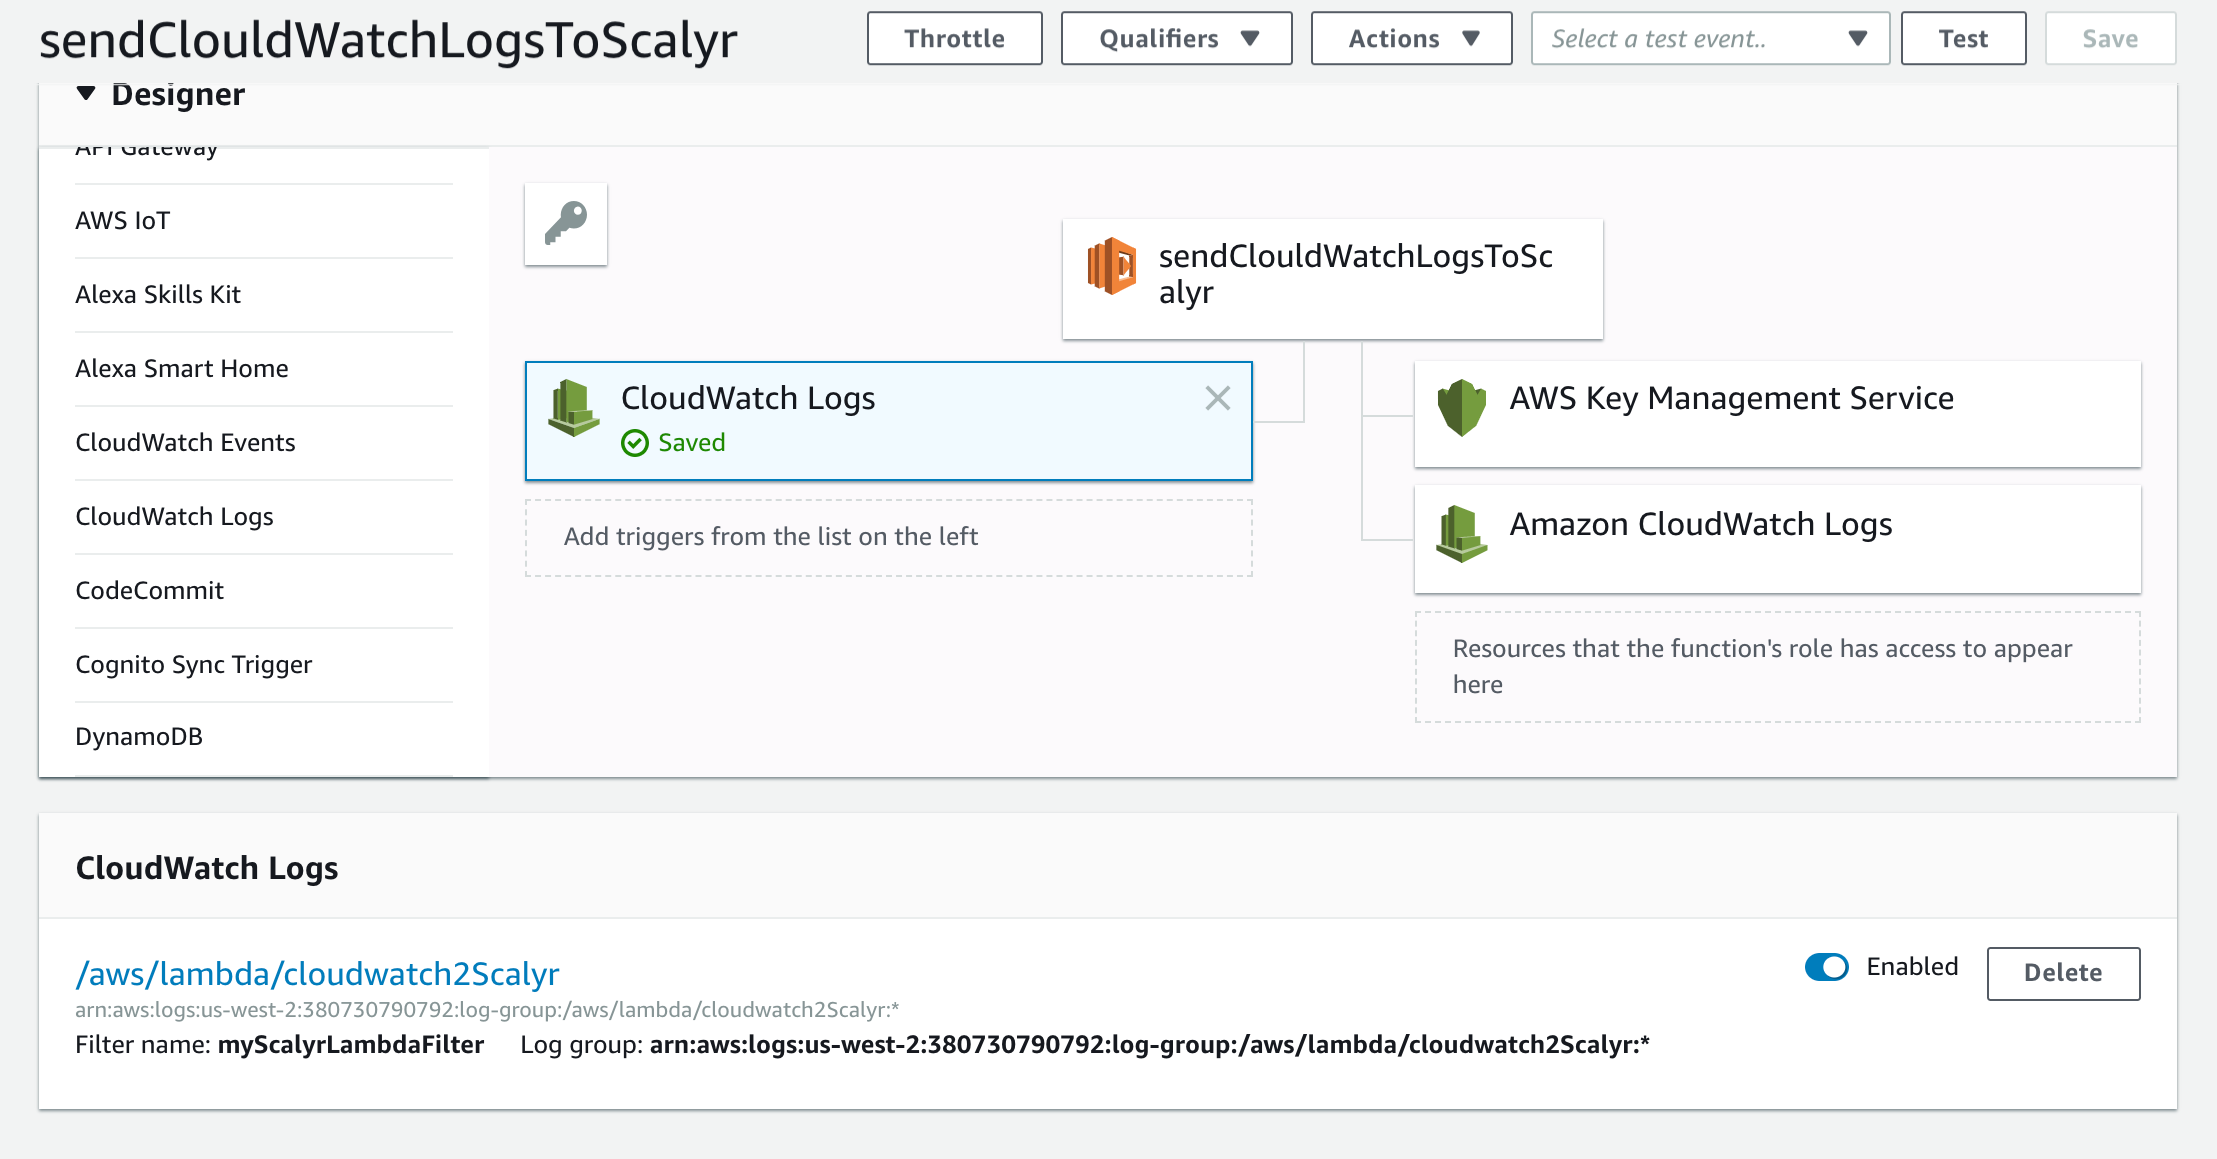 sendClouldWatchLogsToScalyr
Throttle
Qualifiers
Actions
Select a test event..
Test
Save
Designer
API Gateway
AWS IoT
Alexa Skills Kit
Alexa Smart Home
CloudWatch Events
CloudWatch Logs
CodeCommit
Cognito Sync Trigger
DynamoDB
sendClouldWatchLogsToSc
alyr
CloudWatch Logs
Saved
Add triggers from the list on the left
AWS Key Management Service
Amazon CloudWatch Logs
Resources that the function's role has access to appear
here
CloudWatch Logs
/aws/lambda/cloudwatch2Scalyr
Enabled
Delete
arn:aws:logs:us-west-2:380730790792:log-group:/aws/lambda/cloudwatch2Scalyr:*
Filter name: myScalyrLambdaFilter Log group: arn:aws:logs:us-west-2:380730790792:log-group:/aws/lambda/cloudwatch2Scalyr:*